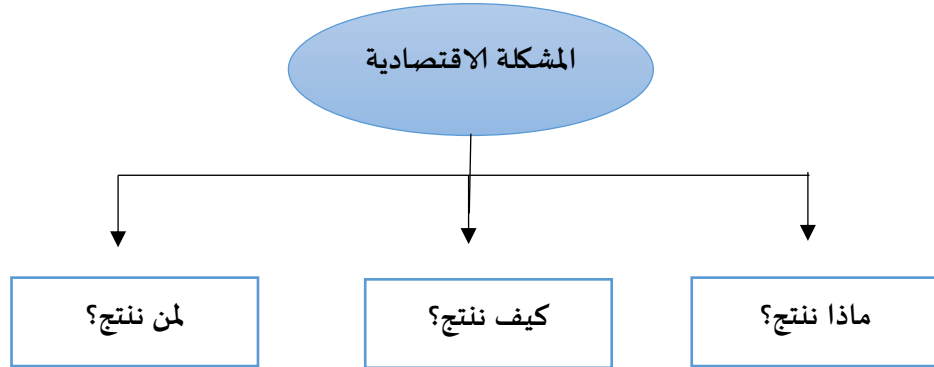 المشكلة الاقتصادية
ماذا ننتج؟
كيف ننتج؟
لمن ننتج؟